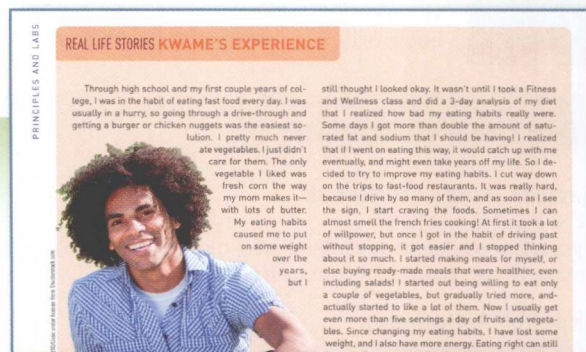 PRINCIPLES AND LABS
REAL LIFE STORIES KWAME'S EXPERIENCE
Through high school and my first couple years of col-
lege, I was in the habit of eating fast food every day. I was
usually in a hurry, so going through a drive-through and
getting a burger or chicken nuggets was the easiest so-
lution. I pretty much never
ate vegetables. I just didn't
care for them. The only
vegetable I liked was
fresh corn the way
my mom makes it—
with lots of butter.
My eating habits
caused me to put
on some weight
over the
years,
but I
still thought I looked okay. It wasn't until I took a Fitness
and Wellness class and did a 3-day analysis of my diet
that I realized how bad my eating habits really were.
Some days I got more than double the amount of satu-
rated fat and sodium that I should be having! I realized
that if I went on eating this way, it would catch up with me
eventually, and might even take years off my life. So I de-
cided to try to improve my eating habits. I cut way down
on the trips to fast-food restaurants. It was really hard,
because I drive by so many of them, and as soon as I see
the sign, I start craving the foods. Sometimes I can
almost smell the french fries cooking! At first it took a lot
of willpower, but once I got in the habit of driving past
without stopping, it got easier and I stopped thinking
about it so much. I started making meals for myself, or
else buying ready-made meals that were healthier, even
including salads! I started out being willing to eat only
a couple of vegetables, but gradually tried more, and-
actually started to like a lot of them. Now I usually get
even more than five servings a day of fruits and vegeta-
bles. Since changing my eating habits, I have lost some
weight, and I also have more energy. Eating right can still